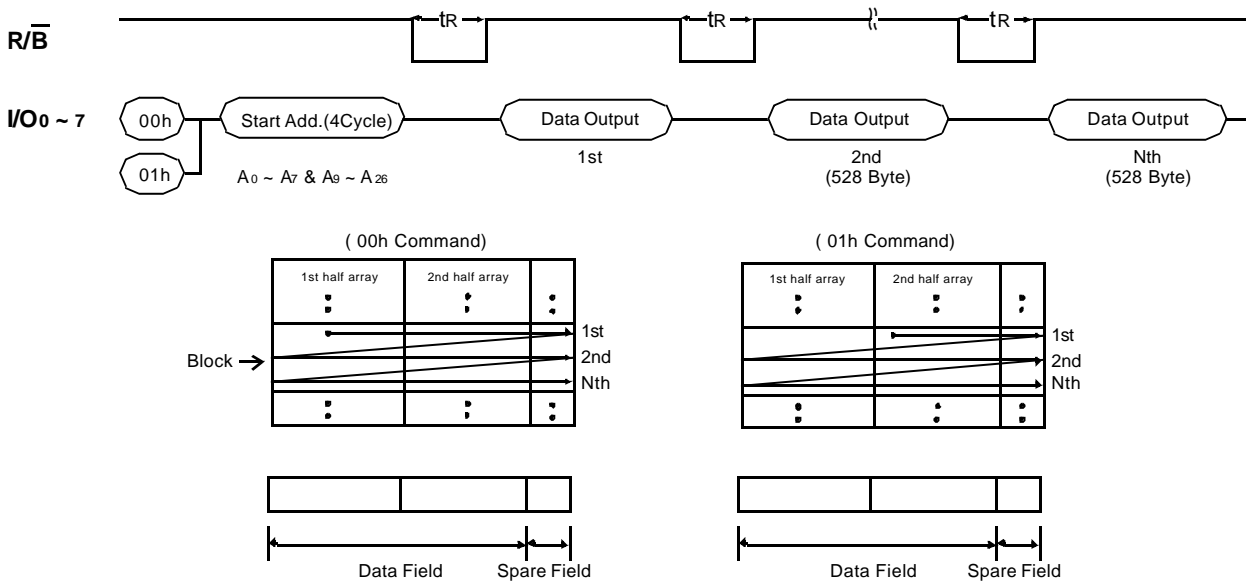 R/B
tR
tR
tR
I/O0 ~ 7
00h
Start Add.(4Cycle)
Data Output
Data Output
Data Output
01h
A0 ~ A7 & A9 ~ A26
1st
2nd
(528 Byte)
Nth
(528 Byte)
( 00h Command)
1st half array
2nd half array
1st
2nd
Nth
Block
( 01h Command)
1st half array
2nd half array
1st
2nd
Nth
Data Field
Spare Field
Data Field
Spare Field